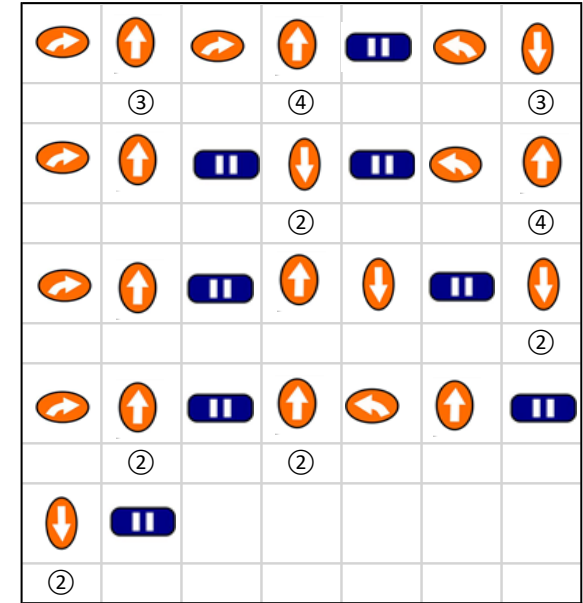 ③ ④ ③
② ④
②
② ②
②